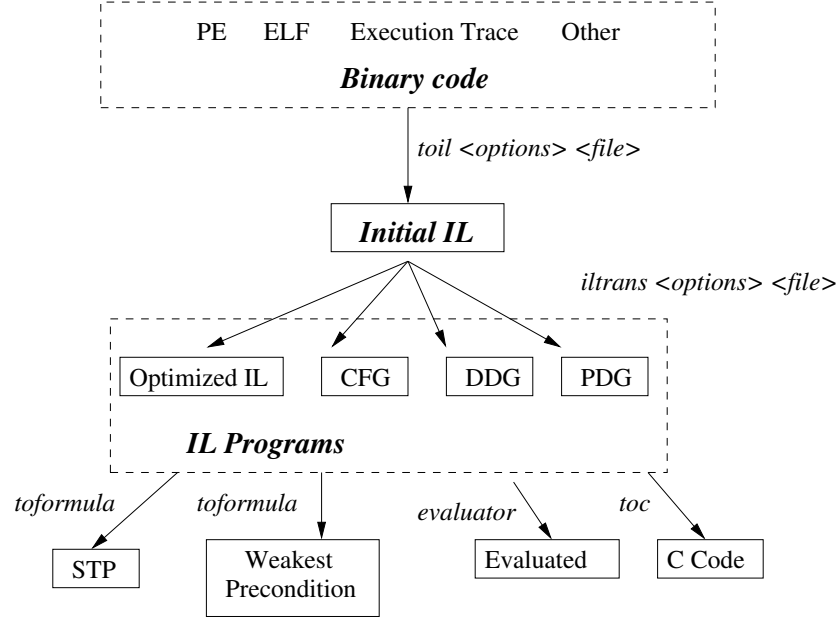 PE ELF Execution Trace Other
Binary code
toil <options> <file>
Initial IL
iltrans <options> <file>
Optimized IL CFG DDG PDG
IL Programs
toformula toformula evaluator toc
STP Weakest Precondition Evaluated C Code